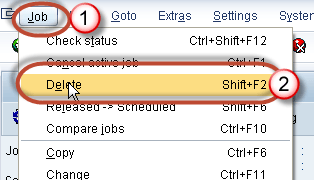 Job 1 Goto Extras Settings System
Check status Ctrl+Shift+F12
Cancel active job Ctrl+F1
Delete Shift+F2 2
Released -> Scheduled Shift+F6
Compare jobs Ctrl+F10
Copy Ctrl+F6
Change Ctrl+F11